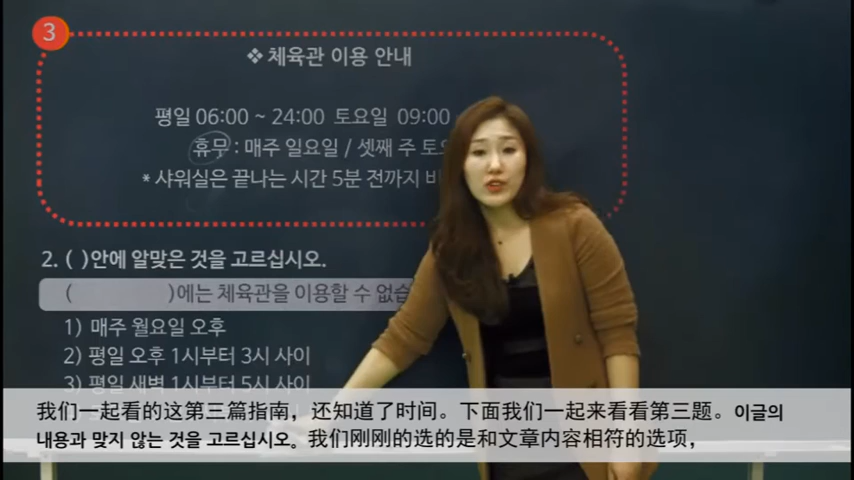 3
❖ 체육관 이용 안내
평일 06:00 ~ 24:00 토요일 09:00
휴무 : 매주 일요일 / 셋째 주
* 샤워실은 끝나는 시간 5분 전까지
2. ( )안에 알맞은 것을 고르십시오.
( )에는 체육관을 이용할 수
1) 매주 월요일 오후
2) 평일 오후 1시부터 3시 사이
3) 평일 새벽 1시부터 5시 사이
我们一起看的这第三篇指南，还知道了时间。下面我们一起来看看第三题。이글의
내용과 맞지 않는 것을 고르십시오。我们刚刚的选的是和文章内容相符的选项，